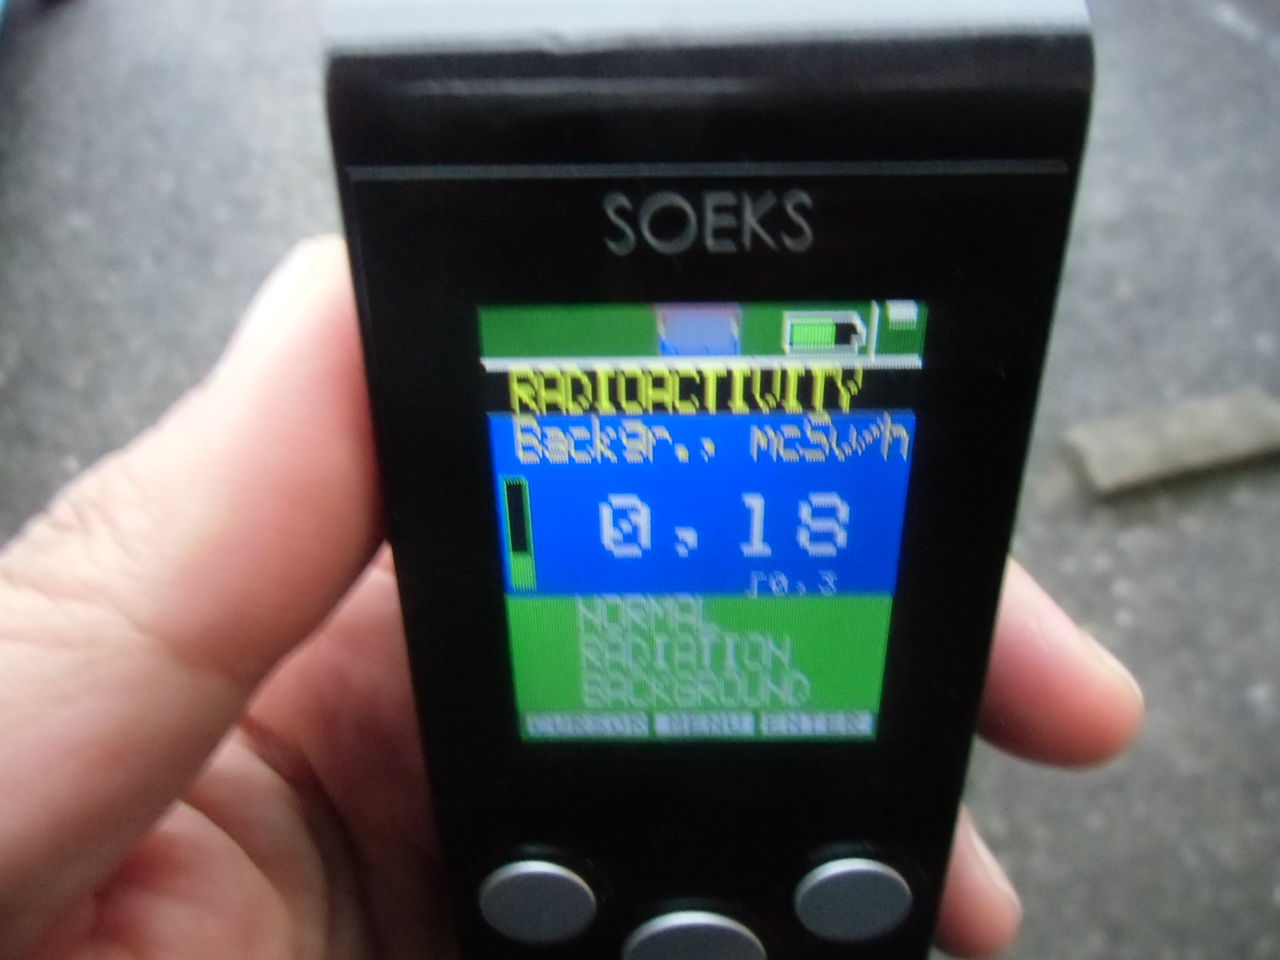 SOEKS
RADIOACTIVITY
Backgr., mcSv/h
0,18
NORMAL
RADIATION
BACKGROUND
CURSOR MENU ENTER